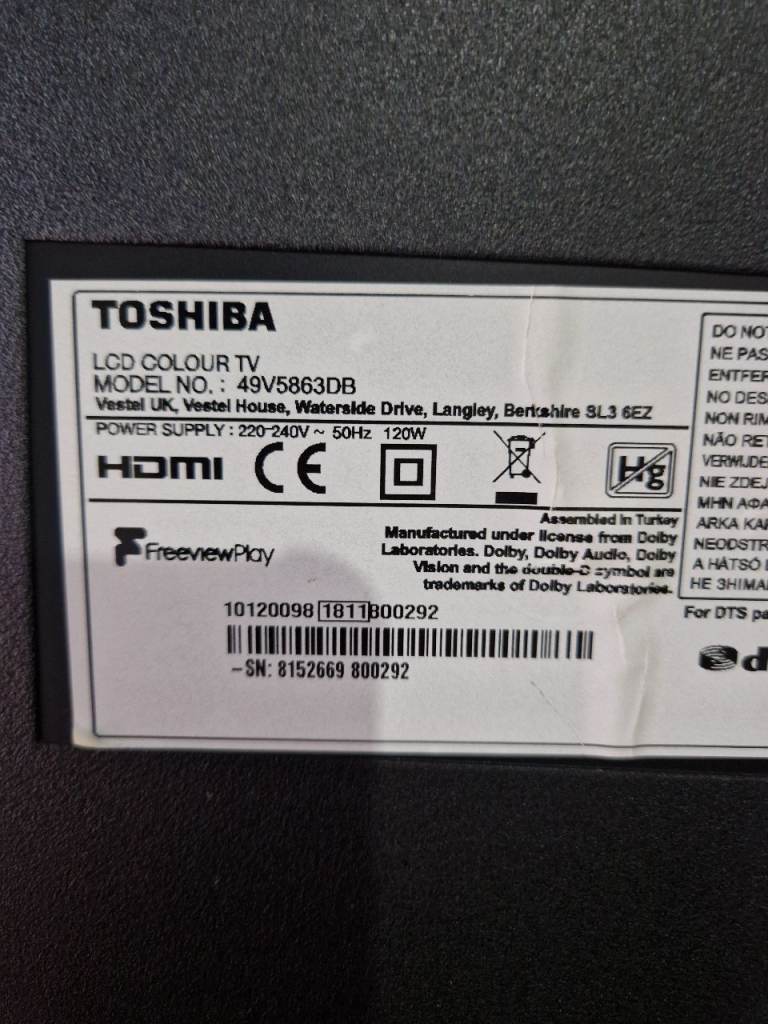 TOSHIBA
LCD COLOUR TV
MODEL NO. : 49V5863DB
Vestel UK, Vestel House, Waterside Drive, Langley, Berkshire SL3 6EZ
POWER SUPPLY : 220-240V ~ 50Hz 120W
HDMI CE
Hg
Assembled in Turkey
Manufactured under license from Dolby
Laboratories. Dolby, Dolby Audio, Dolby
Vision and the double-D symbol are
trademarks of Dolby Laboratories.
FreeviewPlay
10120098 1811 800292
–SN: 8152669 800292
DO NOT
NE PAS
ENTFER
NO DES
NON RIM
NÃO RET
VERWIJDE
NIE ZDEJ
ΜΗΝ ΑΦΑ
ARKA KAP
NEODSTR
A HÁTSÓ
НЕ ЗНІМА
For DTS pa